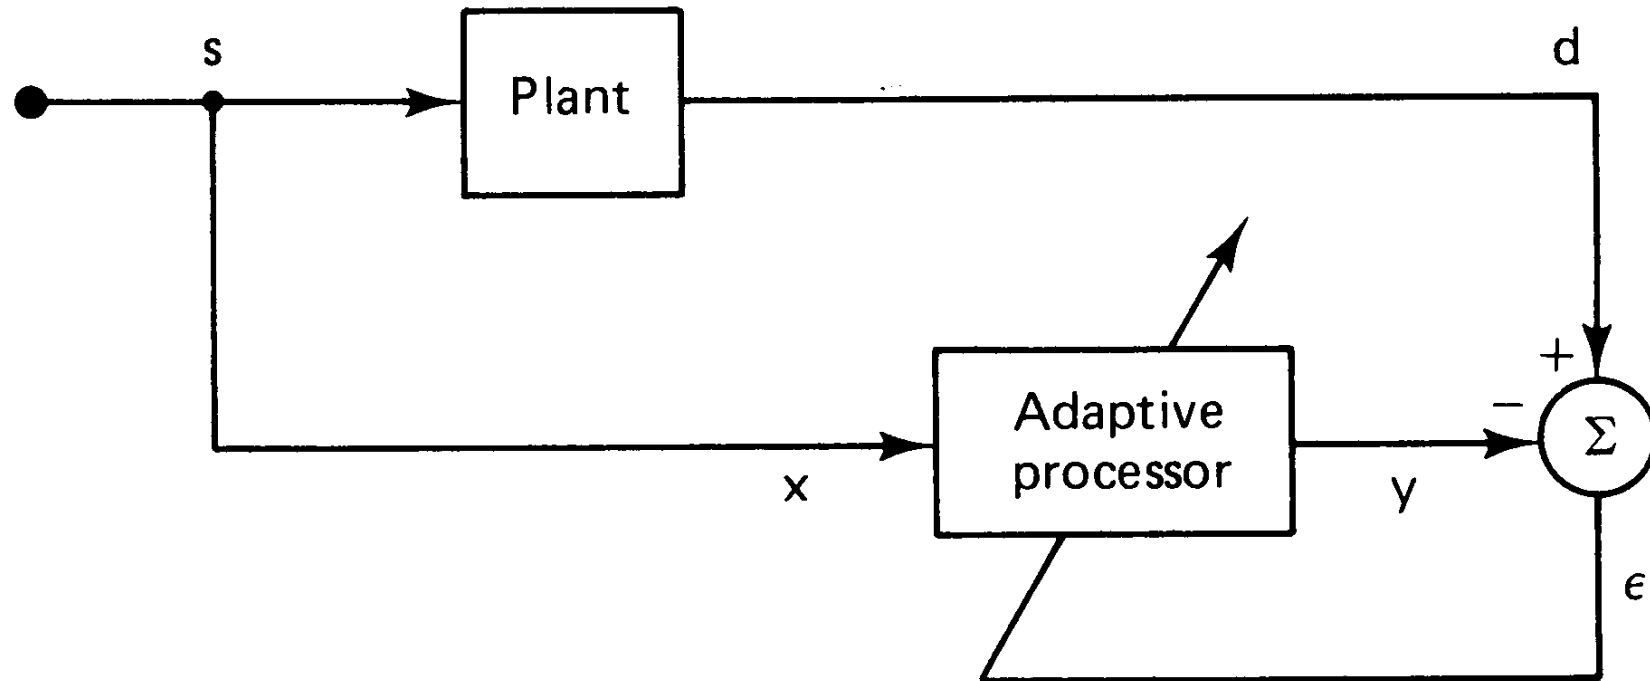 s
Plant
d
+
Adaptive
processor
−
Σ
x
y
ϵ